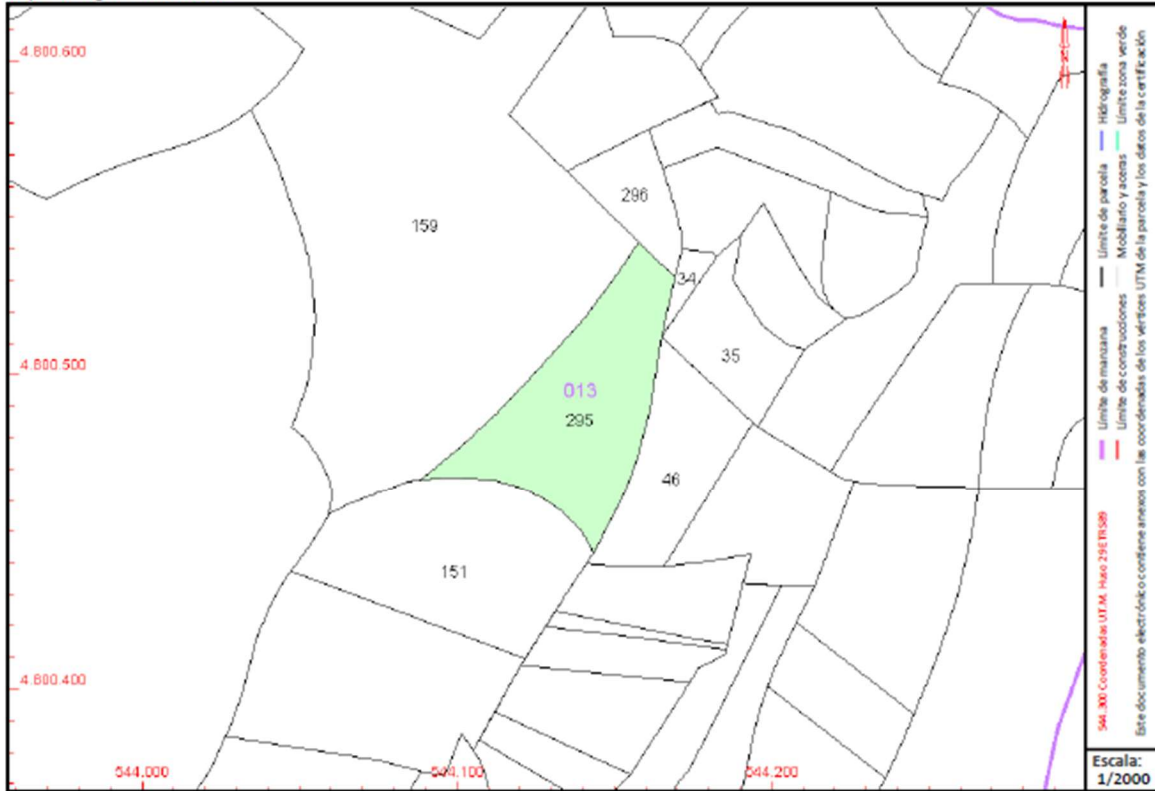 4.800.600
296
159
34
4.800.500
35
013
295
46
151
4.800.400
544.000
544.100
544.200
Límite de manzana
Límite de parcela
Hidrografía
Límite de construcciones
Mobiliario y aceras
Límite zona verde
544.300 Coordenadas U.T.M. Huso 29 ETRS89
Este documento electrónico contiene anexos con las coordenadas de los vértices UTM de la parcela y los datos de la certificación
Escala:
1/2000